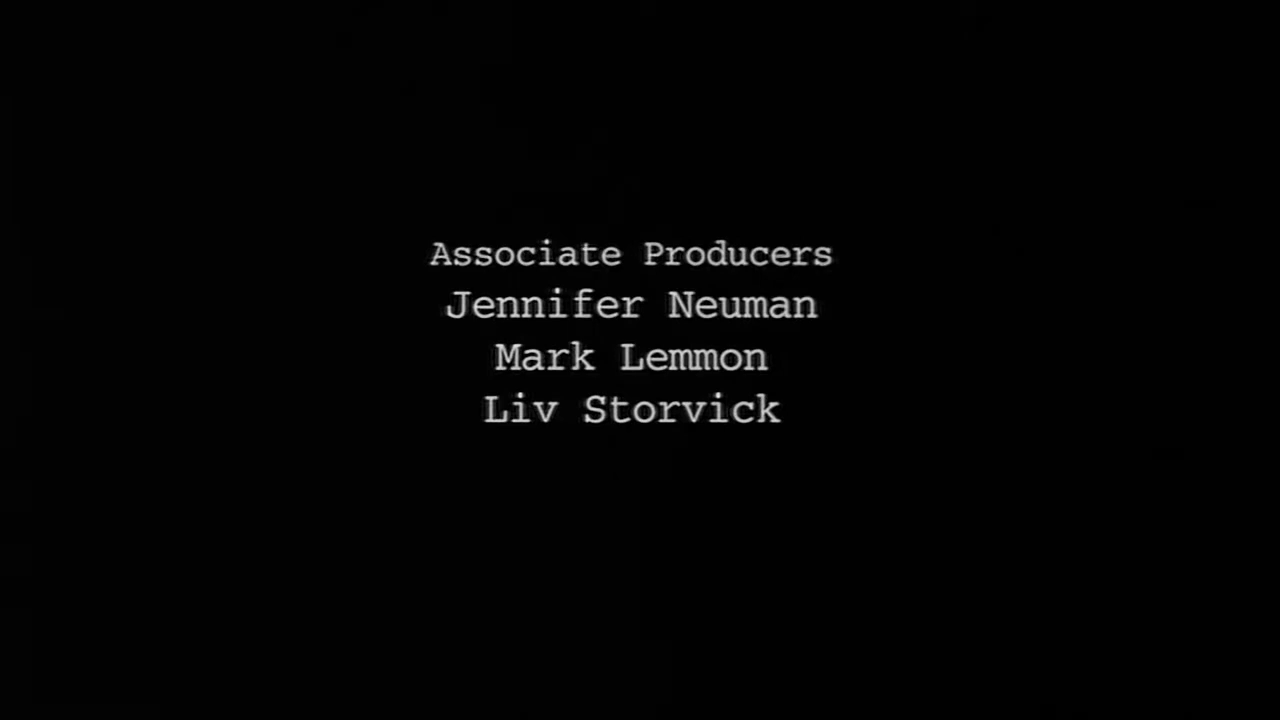 Associate Producers
Jennifer Neuman
Mark Lemmon
Liv Storvick